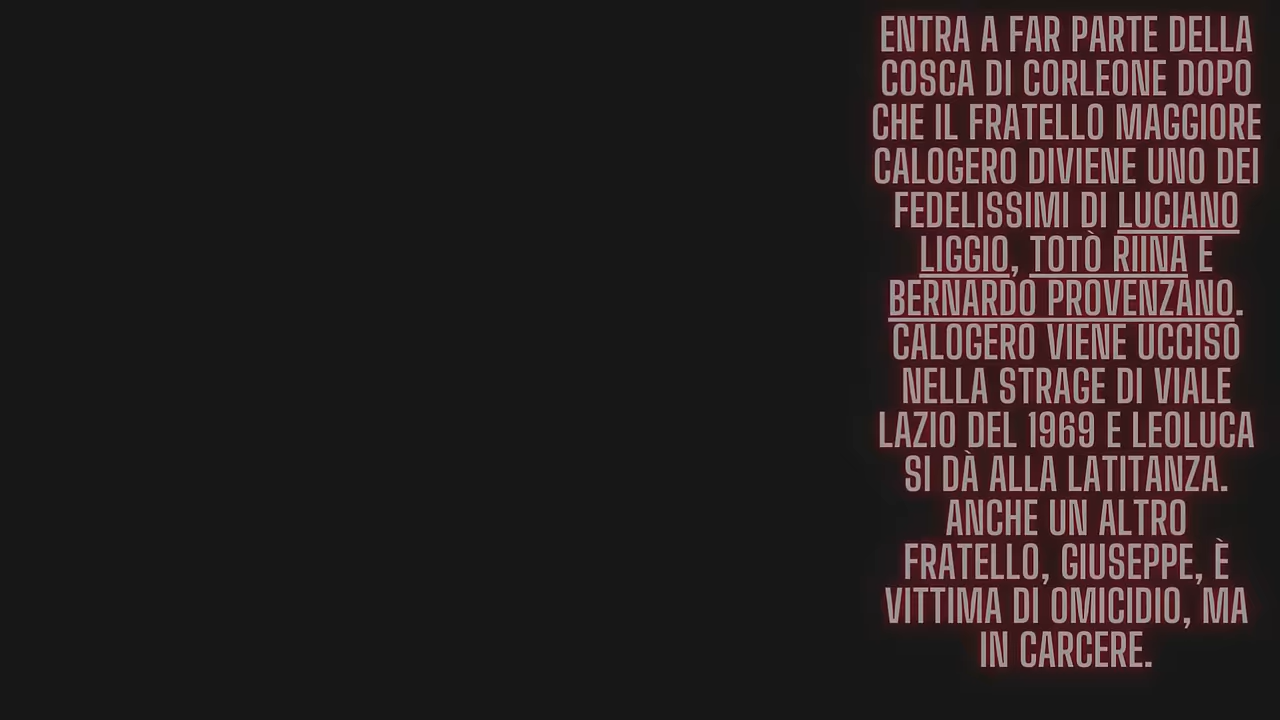 ENTRA A FAR PARTE DELLA
COSCA DI CORLEONE DOPO
CHE IL FRATELLO MAGGIORE
CALOGERO DIVIENE UNO DEI
FEDELISSIMI DI LUCIANO
LIGGIO, TOTÒ RIINA E
BERNARDO PROVENZANO.
CALOGERO VIENE UCCISO
NELLA STRAGE DI VIALE
LAZIO DEL 1969 E LEOLUCA
SI DÀ ALLA LATITANZA.
ANCHE UN ALTRO
FRATELLO, GIUSEPPE, È
VITTIMA DI OMICIDIO, MA
IN CARCERE.